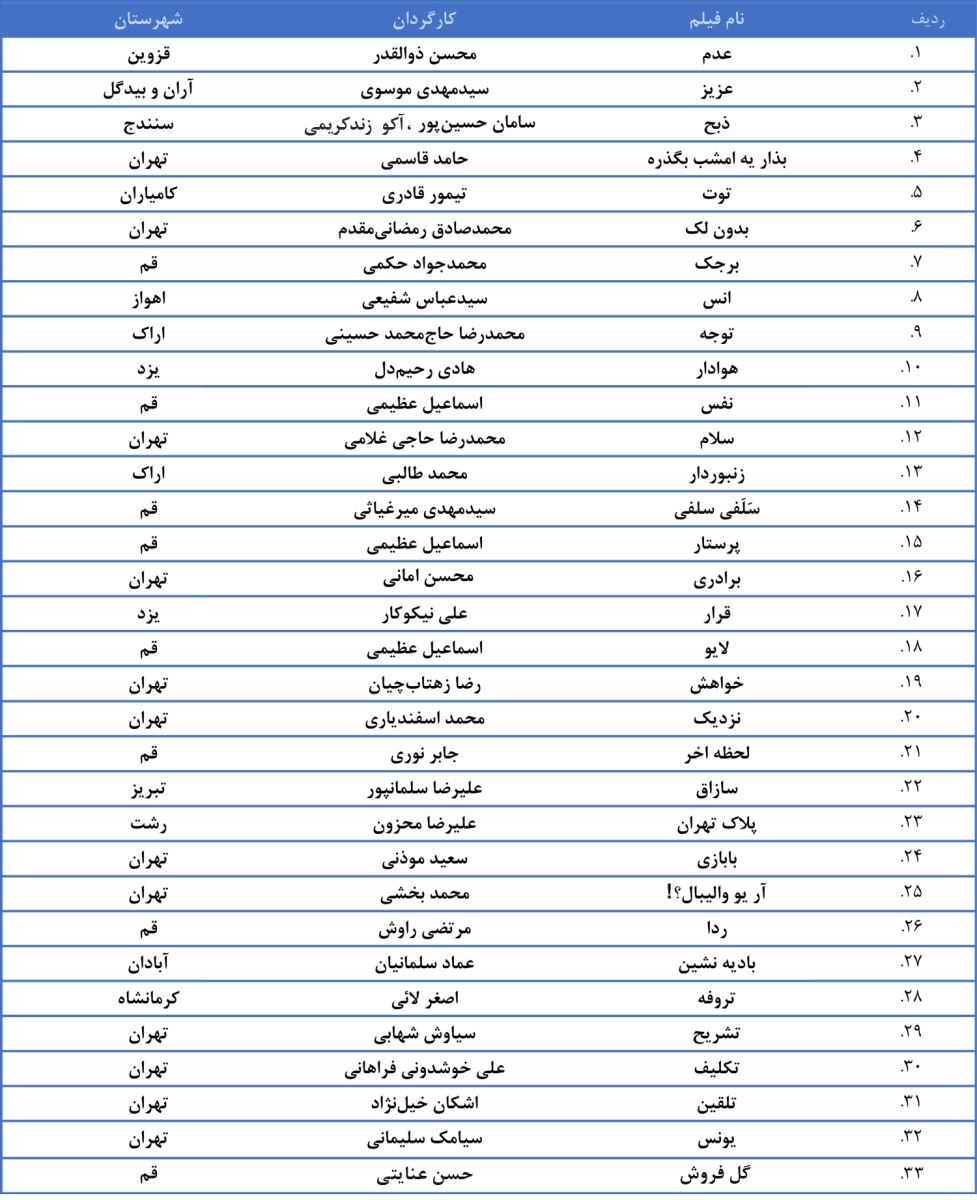 ردیف نام فیلم کارگردان شهرستان
۱. عدم محسن ذوالقدر قزوین
۲. عزیز سیدمهدی موسوی آران و بیدگل
۳. ذبح سامان حسین‌پور ، آکو زندکریمی سنندج
۴. بذار یه امشب بگذره حامد قاسمی تهران
۵. توت تیمور قادری کامیاران
۶. بدون لک محمدصادق رمضانی‌مقدم تهران
۷. برجک محمدجواد حکمی قم
۸. انس سیدعباس شفیعی اهواز
۹. توجه محمدرضا حاج‌محمد حسینی اراک
۱۰. هوادار هادی رحیم‌دل یزد
۱۱. نفس اسماعیل عظیمی قم
۱۲. سلام محمدرضا حاجی غلامی تهران
۱۳. زنبوردار محمد طالبی اراک
۱۴. سَلَفی سلفی سیدمهدی میرغیاثی قم
۱۵. پرستار اسماعیل عظیمی قم
۱۶. برادری محسن امانی تهران
۱۷. قرار علی نیکوکار یزد
۱۸. لایو اسماعیل عظیمی قم
۱۹. خواهش رضا زهتاب‌چیان تهران
۲۰. نزدیک محمد اسفندیاری تهران
۲۱. لحظه اخر جابر نوری قم
۲۲. سازاق علیرضا سلمانپور تبریز
۲۳. پلاک تهران علیرضا محزون رشت
۲۴. بابازی سعید موذنی تهران
۲۵. آر یو والیبال؟! محمد بخشی تهران
۲۶. ردا مرتضی راوش قم
۲۷. بادیه نشین عماد سلمانیان آبادان
۲۸. تروفه اصغر لائی کرمانشاه
۲۹. تشریح سیاوش شهابی تهران
۳۰. تکلیف علی خوشدونی فراهانی تهران
۳۱. تلقین اشکان خیل‌نژاد تهران
۳۲. یونس سیامک سلیمانی تهران
۳۳. گل فروش حسن عنایتی قم